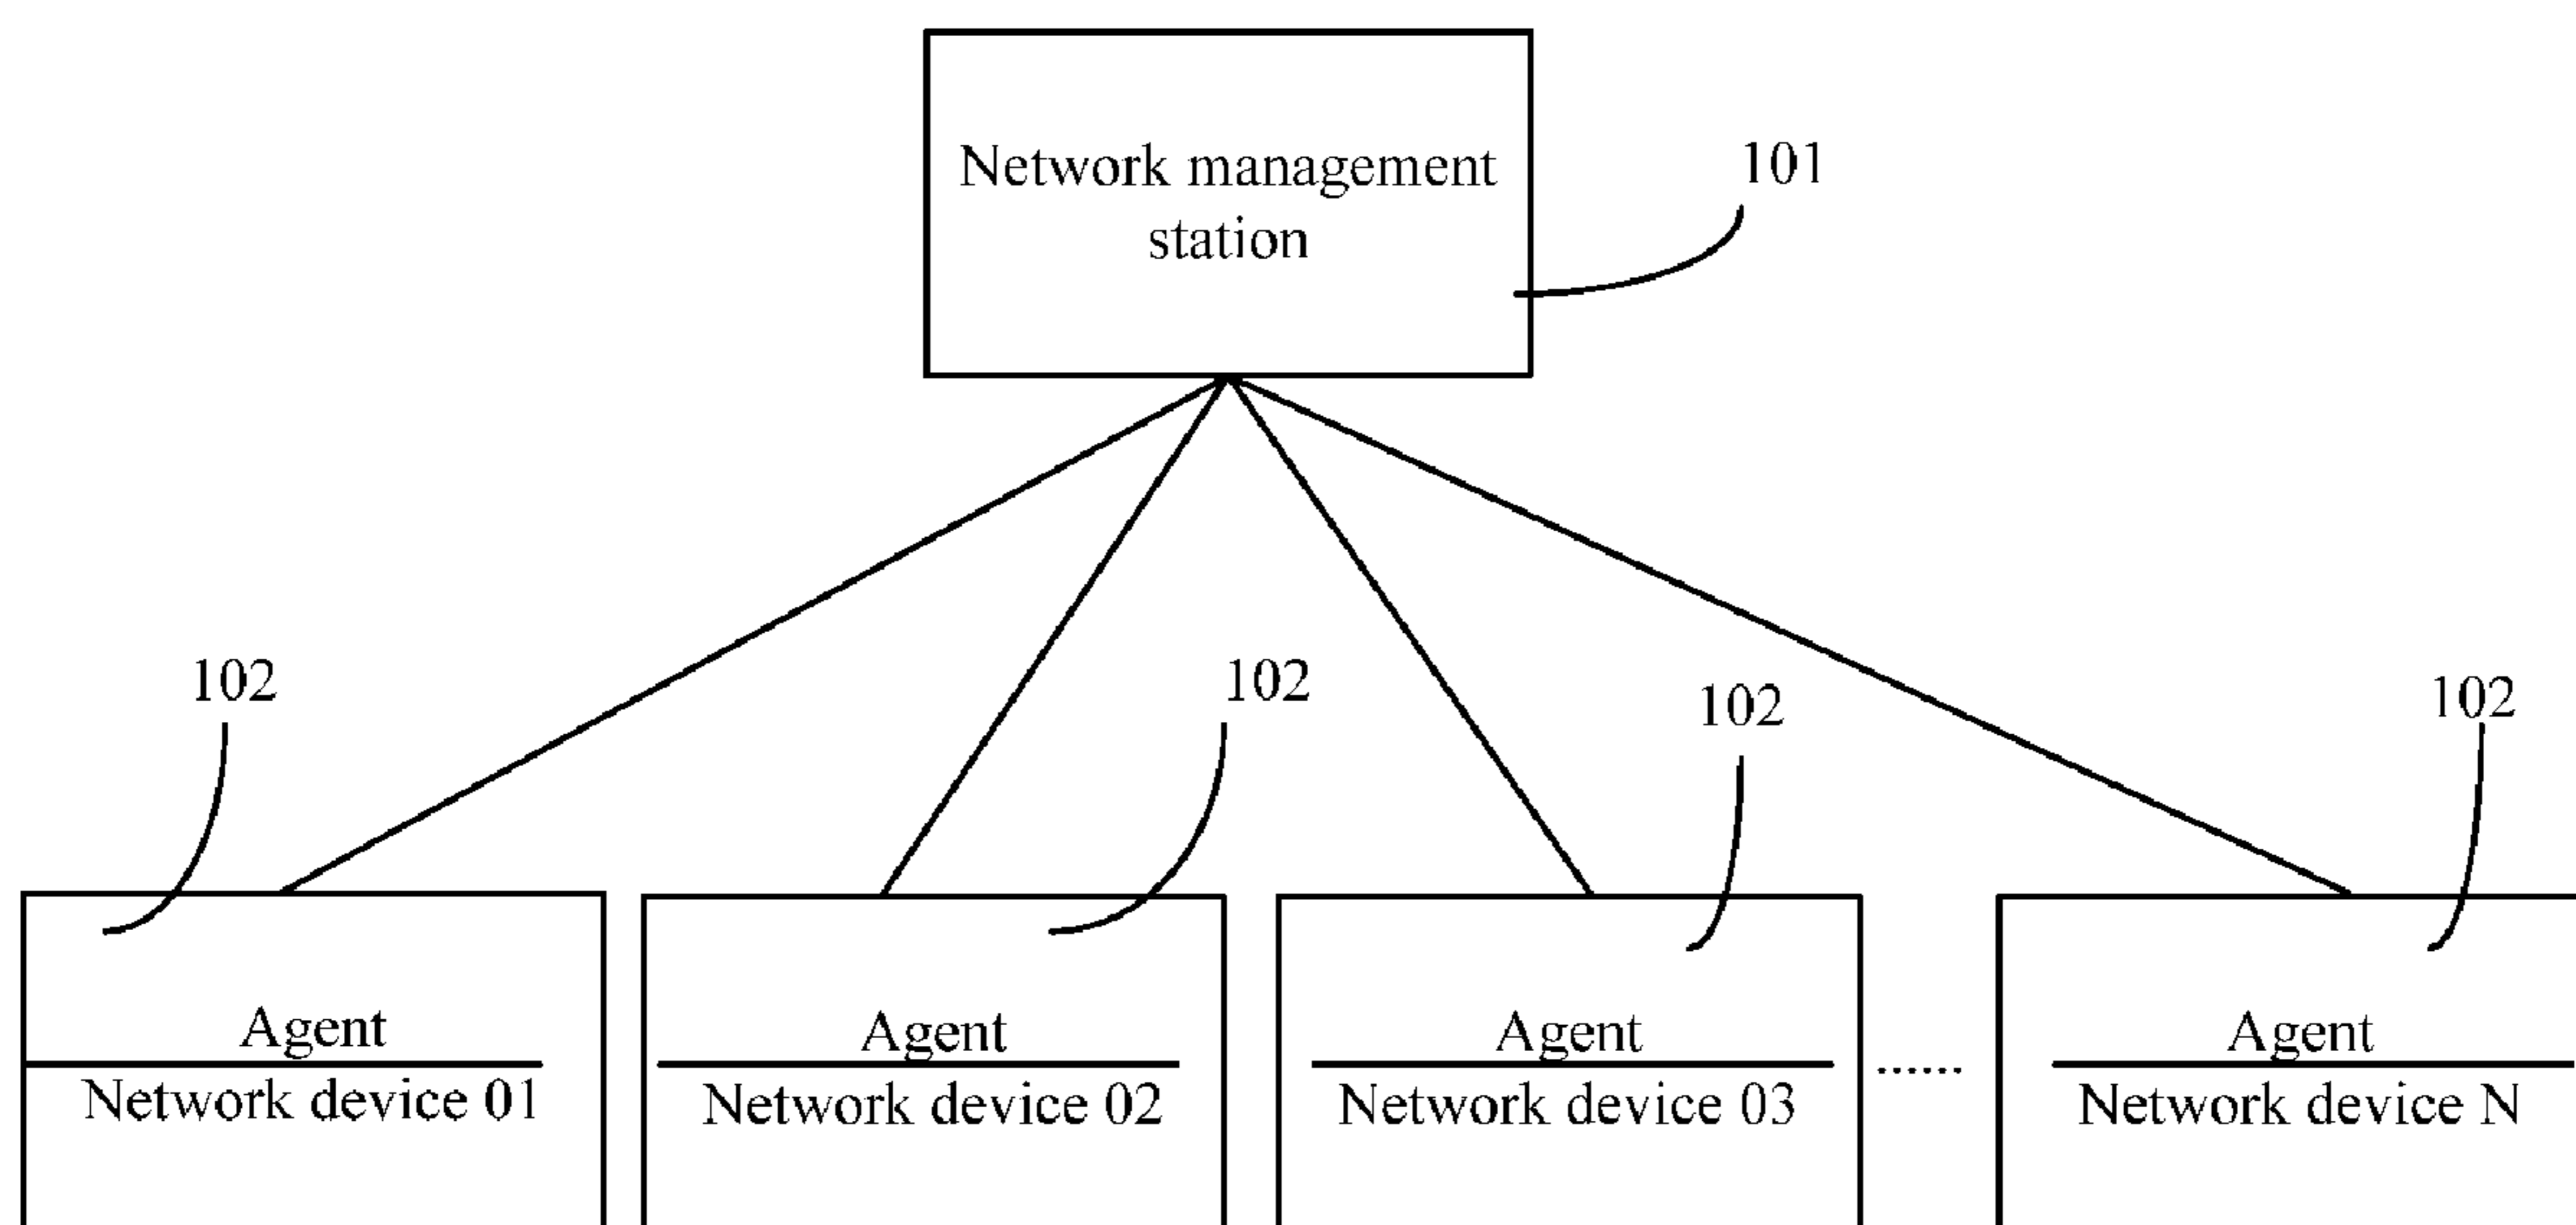 Network management
station
101
102
102
102
102
Agent
Network device 01
Agent
Network device 02
Agent
Network device 03
......
Agent
Network device N